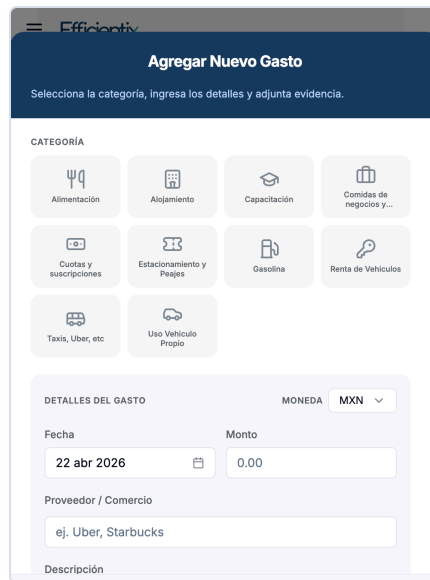 Efficientix
Agregar Nuevo Gasto
Selecciona la categoría, ingresa los detalles y adjunta evidencia.
CATEGORÍA
Alimentación
Alojamiento
Capacitación
Comidas de
negocios y...
Cuotas y
suscripciones
Estacionamiento y
Peajes
Gasolina
Renta de Vehiculos
Taxis, Uber, etc
Uso Vehiculo
Propio
DETALLES DEL GASTO
MONEDA
MXN
Fecha
Monto
22 abr 2026
0.00
Proveedor / Comercio
ej. Uber, Starbucks
Descripción